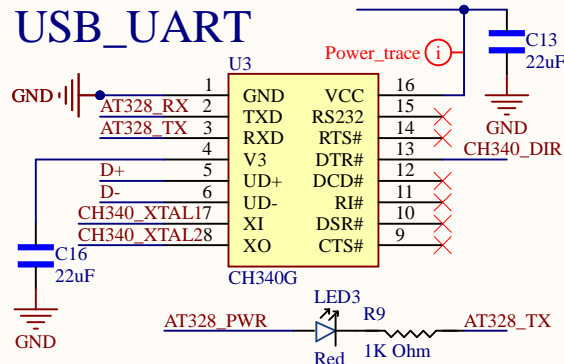 USB_UART
C13
22uF
GND
Power_trace i
U3
GND
1 GND VCC 16
AT328_RX 2 TXD RS232 15
AT328_TX 3 RXD RTS# 14
4 V3 DTR# 13 CH340_DIR
D+ 5 UD+ DCD# 12
D- 6 UD- RI# 11
CH340_XTAL1 7 XI DSR# 10
CH340_XTAL2 8 XO CTS# 9
CH340G
C16
22uF
GND
LED3
R9
AT328_PWR
AT328_TX
Red
1K Ohm